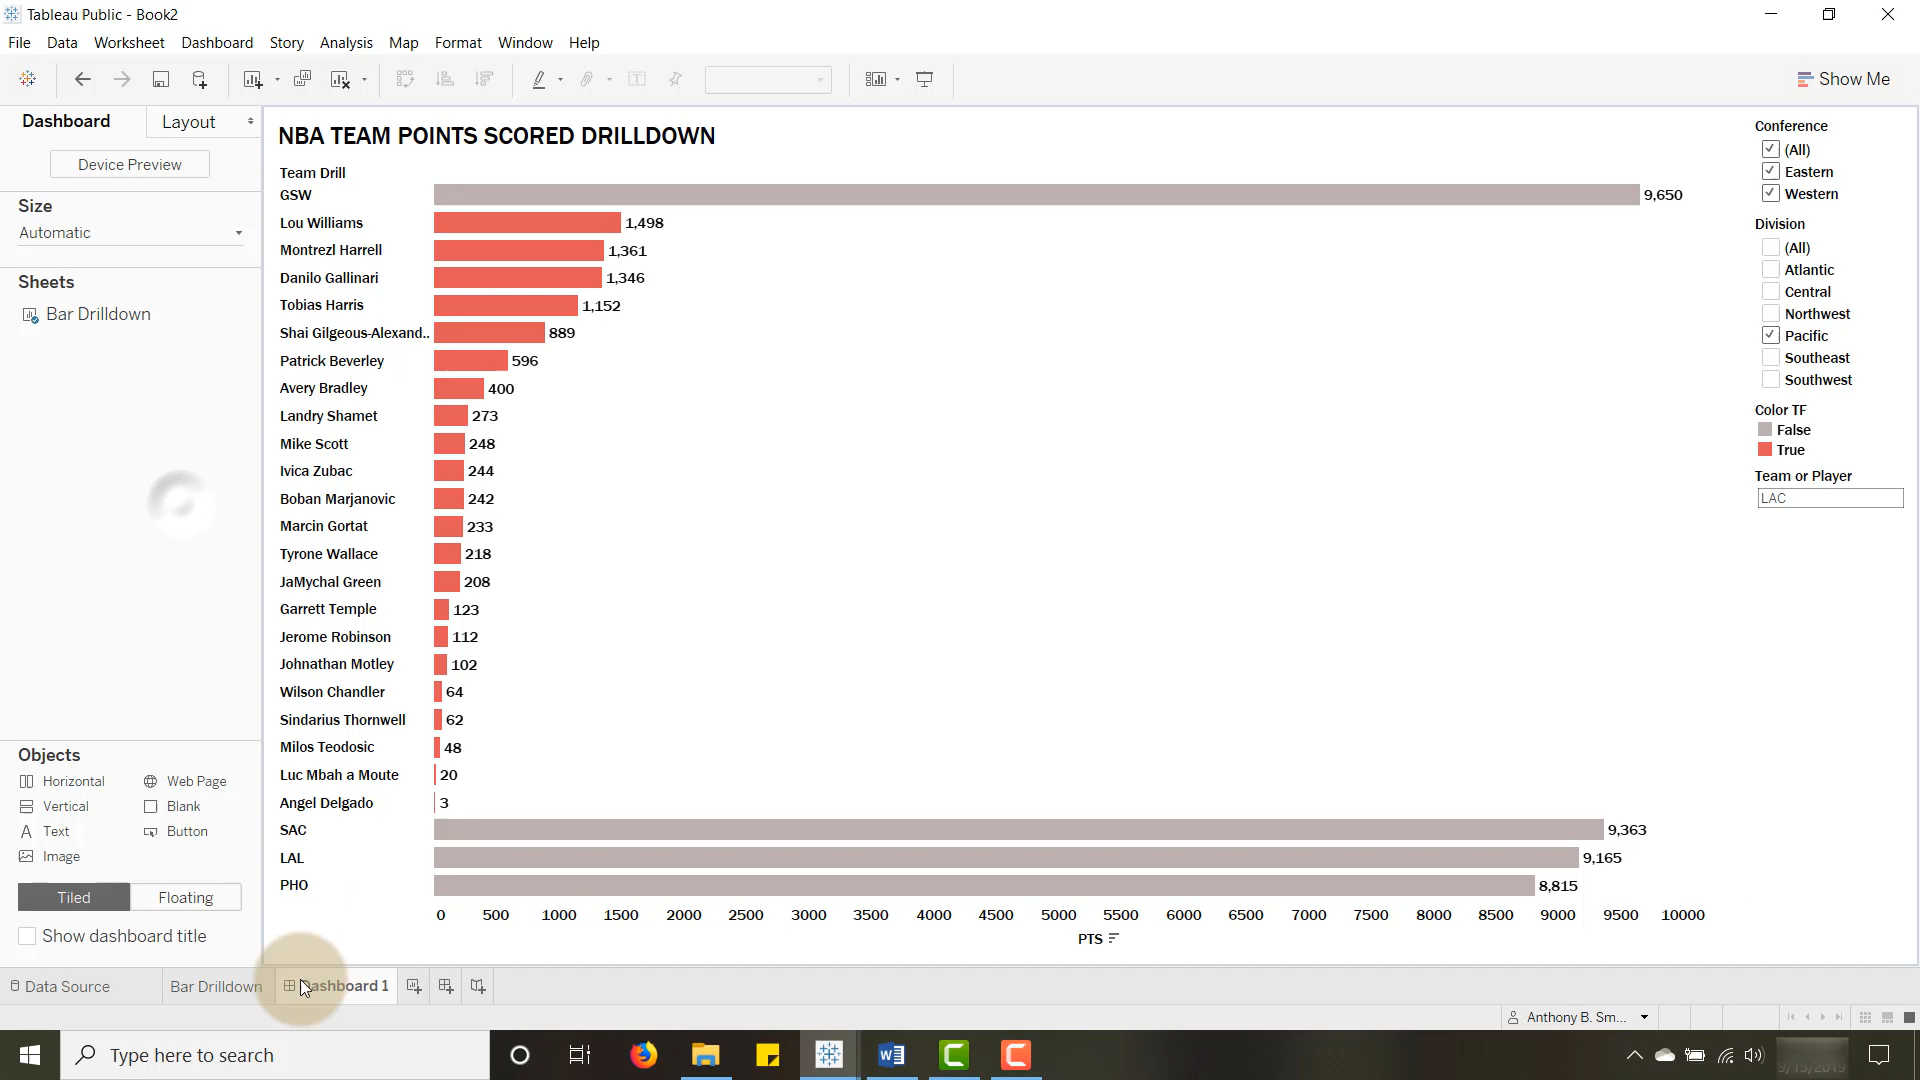 Tableau Public - Book2
File Data Worksheet Dashboard Story Analysis Map Format Window Help
Show Me
Dashboard Layout
Device Preview
Size
Automatic
Sheets
Bar Drilldown
Objects
Horizontal Web Page
Vertical Blank
Text Button
Image
Tiled Floating
Show dashboard title
NBA TEAM POINTS SCORED DRILLDOWN
Team Drill
GSW 9,650
Lou Williams 1,498
Montrezl Harrell 1,361
Danilo Gallinari 1,346
Tobias Harris 1,152
Shai Gilgeous-Alexand.. 889
Patrick Beverley 596
Avery Bradley 400
Landry Shamet 273
Mike Scott 248
Ivica Zubac 244
Boban Marjanovic 242
Marcin Gortat 233
Tyrone Wallace 218
JaMychal Green 208
Garrett Temple 123
Jerome Robinson 112
Johnathan Motley 102
Wilson Chandler 64
Sindarius Thornwell 62
Milos Teodosic 48
Luc Mbah a Moute 20
Angel Delgado 3
SAC 9,363
LAL 9,165
PHO 8,815
0 500 1000 1500 2000 2500 3000 3500 4000 4500 5000 5500 6000 6500 7000 7500 8000 8500 9000 9500 10000
PTS
Conference
(All)
Eastern
Western
Division
(All)
Atlantic
Central
Northwest
Pacific
Southeast
Southwest
Color TF
False
True
Team or Player
LAC
Data Source Bar Drilldown Dashboard 1
Anthony B. Sm...
Type here to search